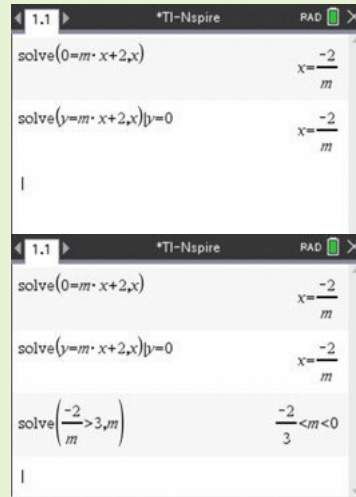 1.1 *TI-Nspire RAD
solve(0=m·x+2,x) x=-2/m
solve(y=m·x+2,x)|y=0 x=-2/m
1.1 *TI-Nspire RAD
solve(0=m·x+2,x) x=-2/m
solve(y=m·x+2,x)|y=0 x=-2/m
solve(-2/m>3,m) -2/3<m<0